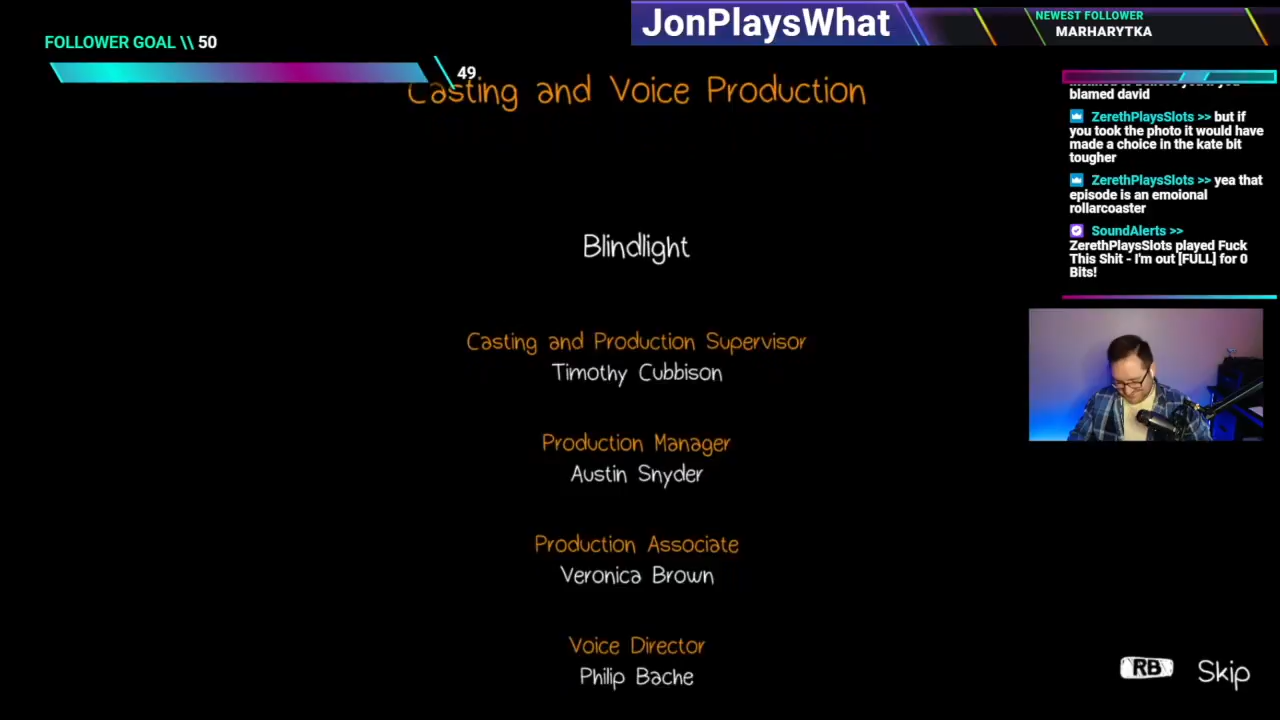 JonPlaysWhat
NEWEST FOLLOWER
MARHARYTKA
FOLLOWER GOAL \\ 50
49
Casting and Voice Production
Blindlight
Casting and Production Supervisor
Timothy Cubbison
Production Manager
Austin Snyder
Production Associate
Veronica Brown
Voice Director
Philip Bache
RB Skip
blamed david
ZerethPlaysSlots >> but if
you took the photo it would have
made a choice in the kate bit
tougher
ZerethPlaysSlots >> yea that
episode is an emoional
rollarcoaster
SoundAlerts >>
ZerethPlaysSlots played Fuck
This Shit - I'm out [FULL] for 0
Bits!